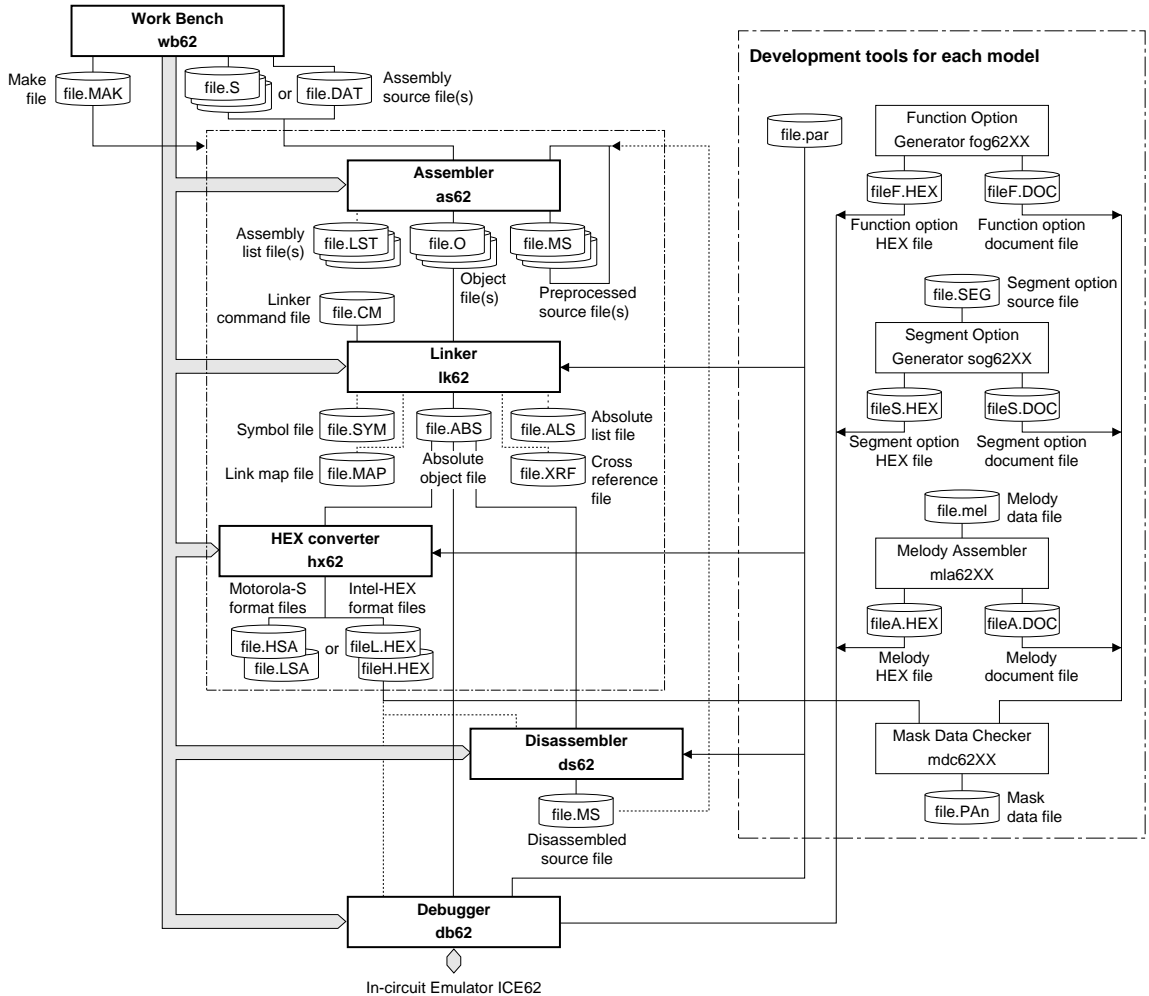 Work Bench
wb62
Make
file
file.MAK
file.S
or
file.DAT
Assembly
source file(s)
Development tools for each model
file.par
Function Option
Generator fog62XX
fileF.HEX
fileF.DOC
Function option
HEX file
Function option
document file
Assembler
as62
Assembly
list file(s)
file.LST
file.O
file.MS
Object
file(s)
Preprocessed
source file(s)
Linker
command file
file.CM
file.SEG
Segment option
source file
Segment Option
Generator sog62XX
Linker
lk62
fileS.HEX
fileS.DOC
Segment option
HEX file
Segment option
document file
Symbol file
file.SYM
file.ABS
file.ALS
Absolute
list file
Link map file
file.MAP
Absolute
object file
file.XRF
Cross
reference
file
file.mel
Melody
data file
HEX converter
hx62
Melody Assembler
mla62XX
Motorola-S
format files
Intel-HEX
format files
fileA.HEX
fileA.DOC
file.HSA
file.LSA
or
fileL.HEX
fileH.HEX
Melody
HEX file
Melody
document file
Disassembler
ds62
Mask Data Checker
mdc62XX
file.MS
Disassembled
source file
file.PAn
Mask
data file
Debugger
db62
In-circuit Emulator ICE62